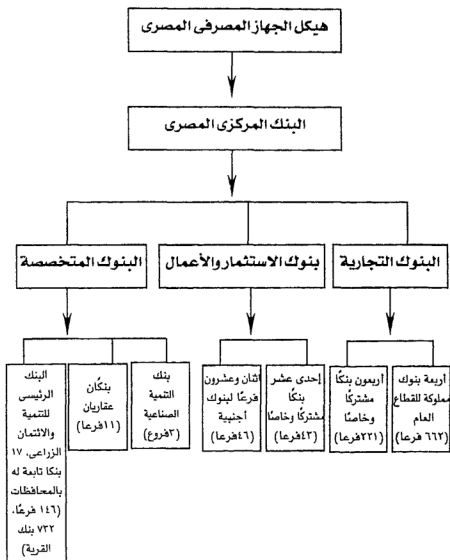 هيكل الجهاز المصرفى المصرى
البنك المركزى المصرى
البنوك التجارية
بنوك الاستثمار والأعمال
البنوك المتخصصة
أربعة بنوك
مملوكة للقطاع
العام
(٦٦٢ فرعا)
أربعون بنكًا
مشتركًا
وخاصًا
(٢٢١فرعا)
إحدى عشر
بنكًا
مشتركًا وخاصًا
(٤٣فرعا)
اثنان وعشرون
فرعًا لبنوك
أجنبية
(٤٦فرعا)
بنك
التنمية
الصناعية
(٣فروع)
بنكان
عقاريان
(١١فرعا)
البنك
الرئيسى
للتنمية
والائتمان
الزراعى، ١٧
بنكا تابعة له
بالمحافظات
(١٤٦ فرعًا،
٧٣٢ بنك
القرية)